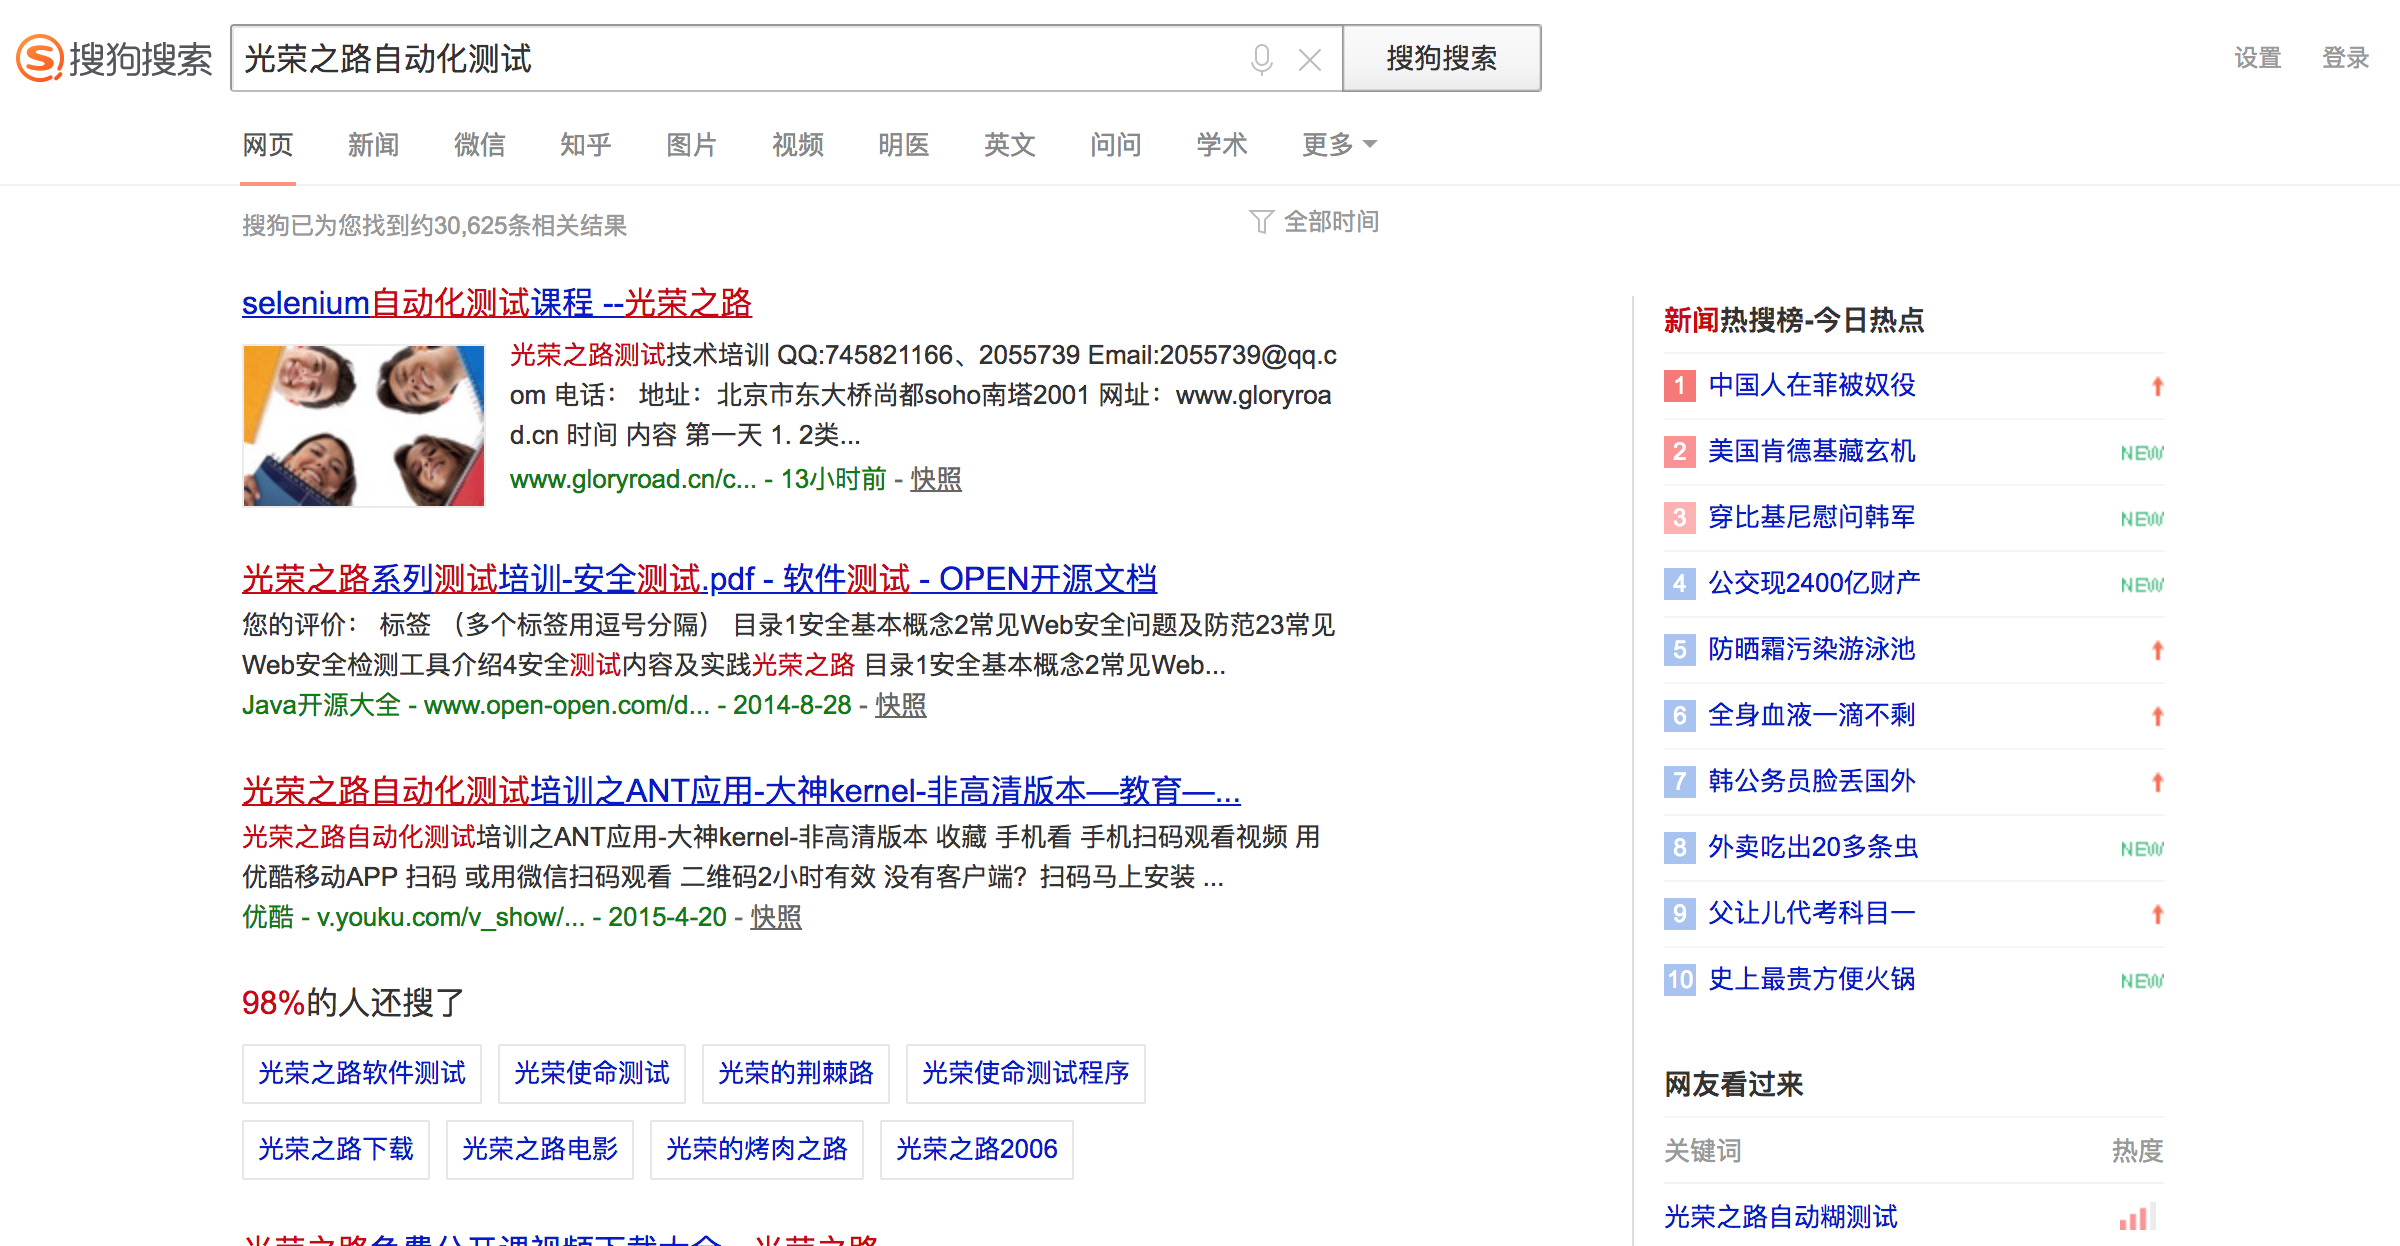 搜狗搜索
光荣之路自动化测试
搜狗搜索
设置 登录
网页 新闻 微信 知乎 图片 视频 明医 英文 问问 学术 更多
搜狗已为您找到约30,625条相关结果
全部时间
selenium自动化测试课程 --光荣之路
光荣之路测试技术培训 QQ:745821166、2055739 Email:2055739@qq.c
om 电话： 地址：北京市东大桥尚都soho南塔2001 网址：www.gloryroa
d.cn 时间 内容 第一天 1. 2类...
www.gloryroad.cn/c... - 13小时前 - 快照
光荣之路系列测试培训-安全测试.pdf - 软件测试 - OPEN开源文档
您的评价： 标签 （多个标签用逗号分隔） 目录1安全基本概念2常见Web安全问题及防范23常见
Web安全检测工具介绍4安全测试内容及实践光荣之路 目录1安全基本概念2常见Web...
Java开源大全 - www.open-open.com/d... - 2014-8-28 - 快照
光荣之路自动化测试培训之ANT应用-大神kernel-非高清版本—教育—...
光荣之路自动化测试培训之ANT应用-大神kernel-非高清版本 收藏 手机看 手机扫码观看视频 用
优酷移动APP 扫码 或用微信扫码观看 二维码2小时有效 没有客户端？扫码马上安装 ...
优酷 - v.youku.com/v_show/... - 2015-4-20 - 快照
98%的人还搜了
光荣之路软件测试 光荣使命测试 光荣的荆棘路 光荣使命测试程序
光荣之路下载 光荣之路电影 光荣的烤肉之路 光荣之路2006
光荣之路免费公开课视频下载大全 - 光荣之路
新闻热搜榜-今日热点
1 中国人在菲被奴役
2 美国肯德基藏玄机 NEW
3 穿比基尼慰问韩军 NEW
4 公交现2400亿财产 NEW
5 防晒霜污染游泳池
6 全身血液一滴不剩
7 韩公务员脸丢国外
8 外卖吃出20多条虫 NEW
9 父让儿代考科目一
10 史上最贵方便火锅 NEW
网友看过来
关键词 热度
光荣之路自动糊测试